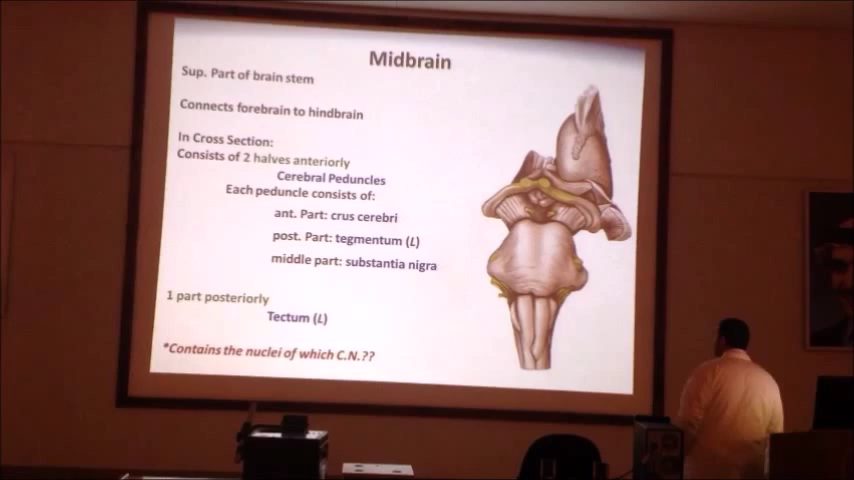 Midbrain
Sup. Part of brain stem
Connects forebrain to hindbrain
In Cross Section:
Consists of 2 halves anteriorly
Cerebral Peduncles
Each peduncle consists of:
ant. Part: crus cerebri
post. Part: tegmentum (L)
middle part: substantia nigra
1 part posteriorly
Tectum (L)
*Contains the nuclei of which C.N.??